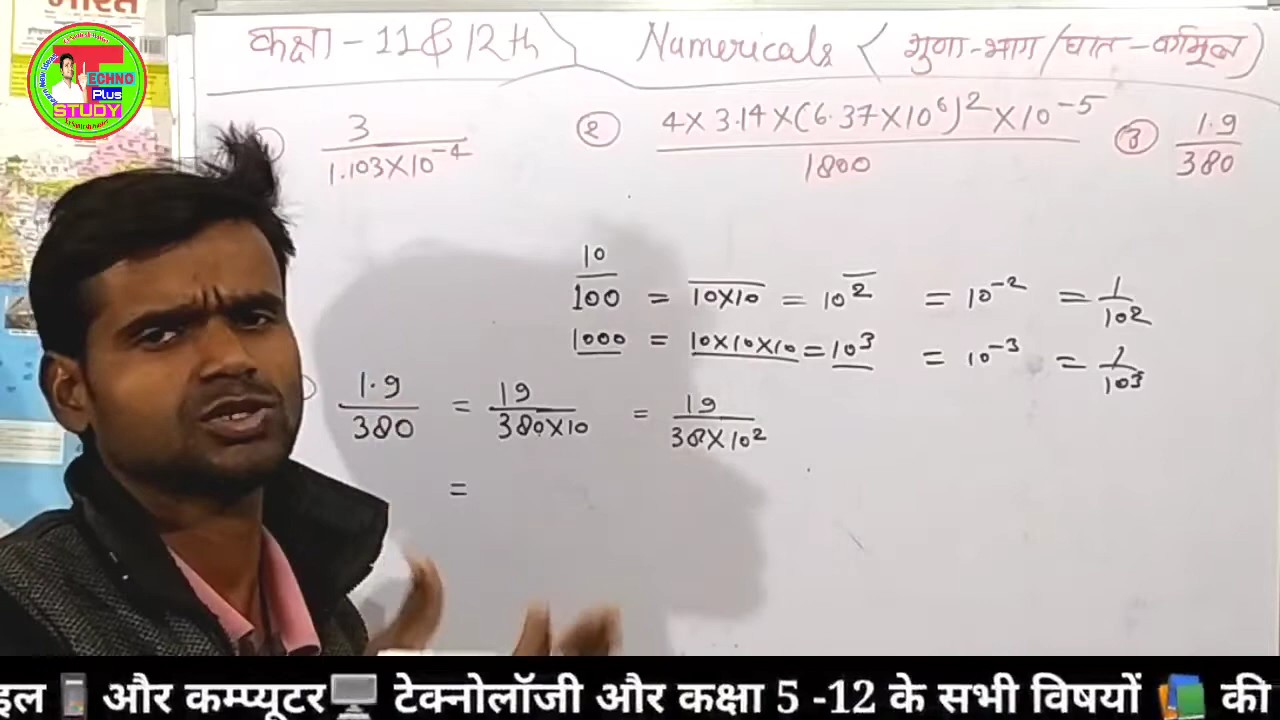 भारत
कक्षा - 11 & 12th Numericals < (गुणा-भाग/घात-वर्गमूल)
TECHNO
Plus
STUDY
3/1.103×10⁻⁴ ② 4×3.14×(6.37×10⁶)²×10⁻⁵/1800 ③ 1.9/380
10
100 = 10×10 = 10² = 10⁻² = 1/10²
1000 = 10×10×10 = 10³ = 10⁻³ = 1/10³
1.9/380 = 19/380×10 = 19/38×10²
=
इल 📱 और कम्प्यूटर🖥️ टेक्नोलॉजी और कक्षा 5 -12 के सभी विषयों 📚 की